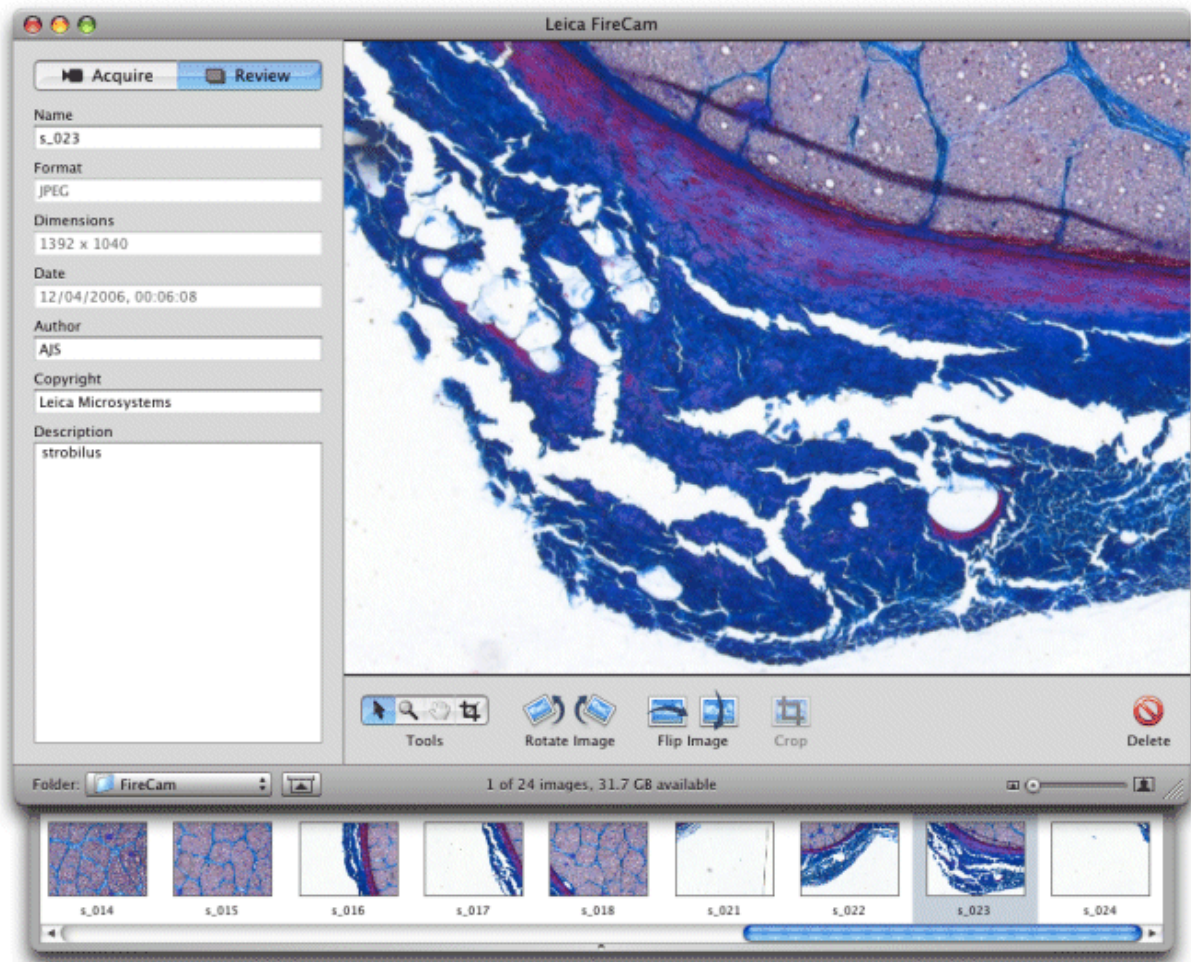 Leica FireCam
Acquire
Review
Name
s_023
Format
JPEG
Dimensions
1392 x 1040
Date
12/04/2006, 00:06:08
Author
AJS
Copyright
Leica Microsystems
Description
strobilus
Tools
Rotate Image
Flip Image
Crop
Delete
Folder:
FireCam
1 of 24 images, 31.7 GB available
s_014
s_015
s_016
s_017
s_018
s_021
s_022
s_023
s_024